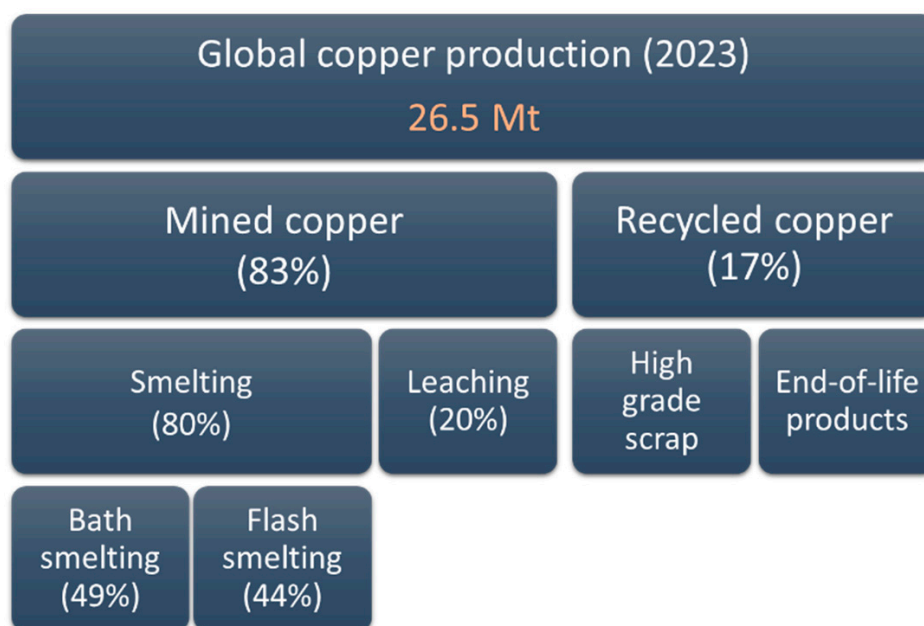 Global copper production (2023)
26.5 Mt
Mined copper
(83%)
Recycled copper
(17%)
Smelting
(80%)
Leaching
(20%)
High
grade
scrap
End-of-life
products
Bath
smelting
(49%)
Flash
smelting
(44%)